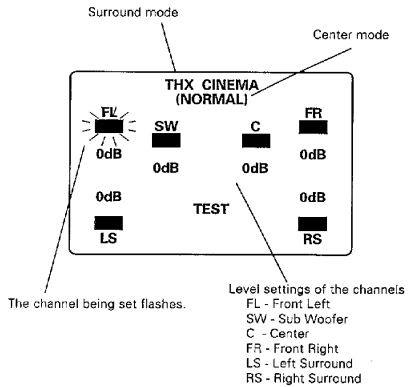 Surround mode
Center mode
THX CINEMA
(NORMAL)
FL
FR
SW
C
0dB
0dB
0dB
0dB
0dB
0dB
TEST
LS
RS
The channel being set flashes.
Level settings of the channels
FL - Front Left
SW - Sub Woofer
C - Center
FR - Front Right
LS - Left Surround
RS - Right Surround